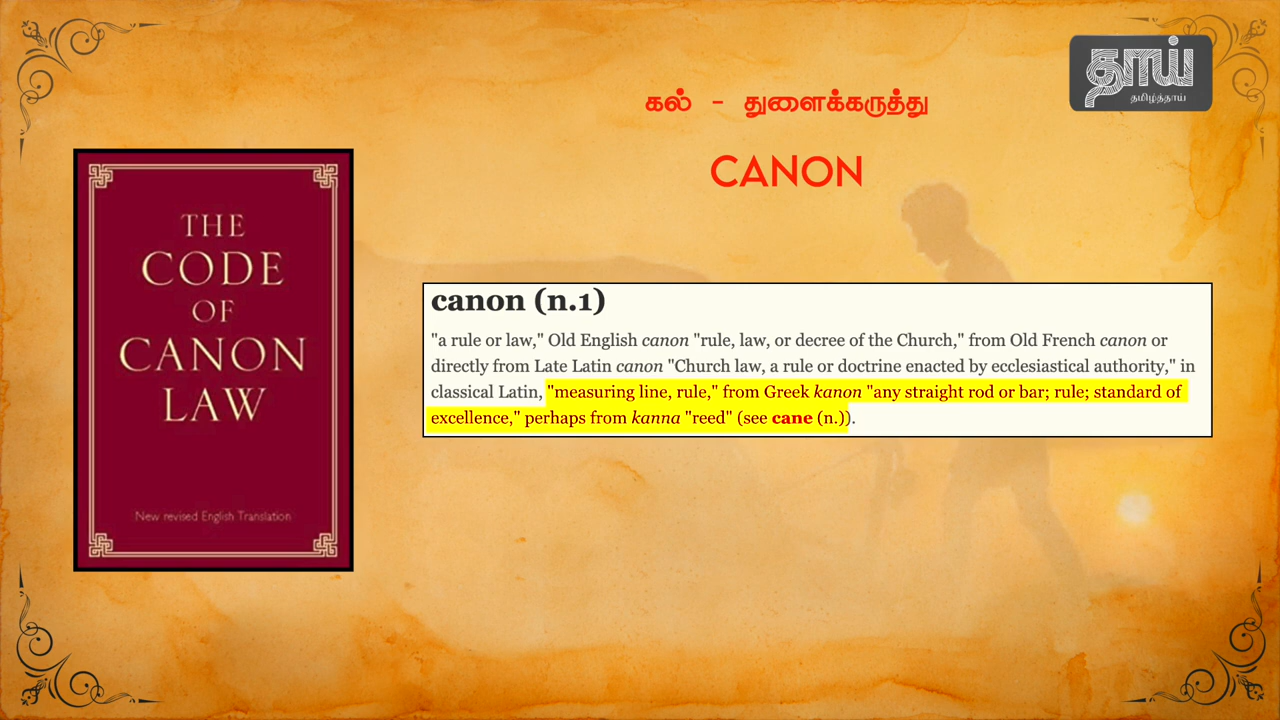 தாய்
தமிழ்த்தாய்
கல் - துளைக்கருத்து
CANON
THE
CODE
OF
CANON
LAW
New revised English Translation
canon (n.1)
"a rule or law," Old English canon "rule, law, or decree of the Church," from Old French canon or
directly from Late Latin canon "Church law, a rule or doctrine enacted by ecclesiastical authority," in
classical Latin, "measuring line, rule," from Greek kanon "any straight rod or bar; rule; standard of
excellence," perhaps from kanna "reed" (see cane (n.)).